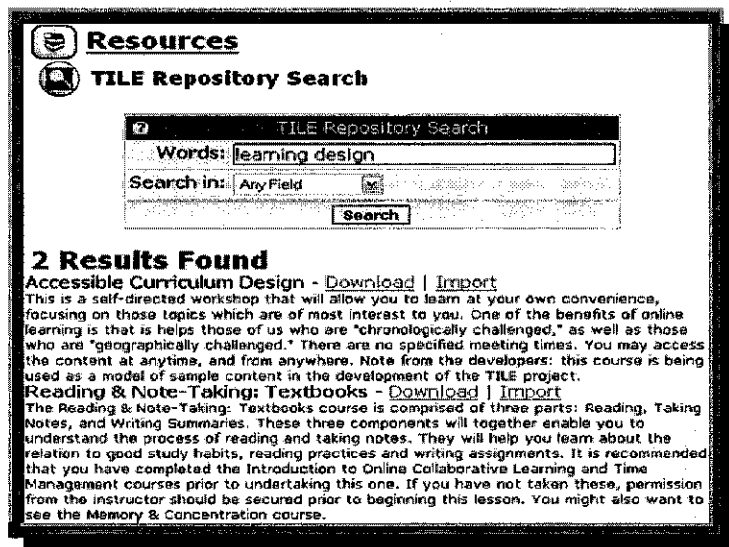 Resources
TILE Repository Search
TILE Repository Search
Words: learning design
Search in: Any Field
Search
2 Results Found
Accessible Curriculum Design - Download | Import
This is a self-directed workshop that will allow you to learn at your own convenience,
focusing on those topics which are of most interest to you. One of the benefits of online
learning is that is helps those of us who are "chronologically challenged," as well as those
who are "geographically challenged." There are no specified meeting times. You may access
the content at anytime, and from anywhere. Note from the developers: this course is being
used as a model of sample content in the development of the TILE project.
Reading & Note-Taking: Textbooks - Download | Import
The Reading & Note-Taking: Textbooks course is comprised of three parts: Reading, Taking
Notes, and Writing Summaries. These three components will together enable you to
understand the process of reading and taking notes. They will help you learn about the
relation to good study habits, reading practices and writing assignments. It is recommended
that you have completed the Introduction to Online Collaborative Learning and Time
Management courses prior to undertaking this one. If you have not taken these, permission
from the instructor should be secured prior to beginning this lesson. You might also want to
see the Memory & Concentration course.